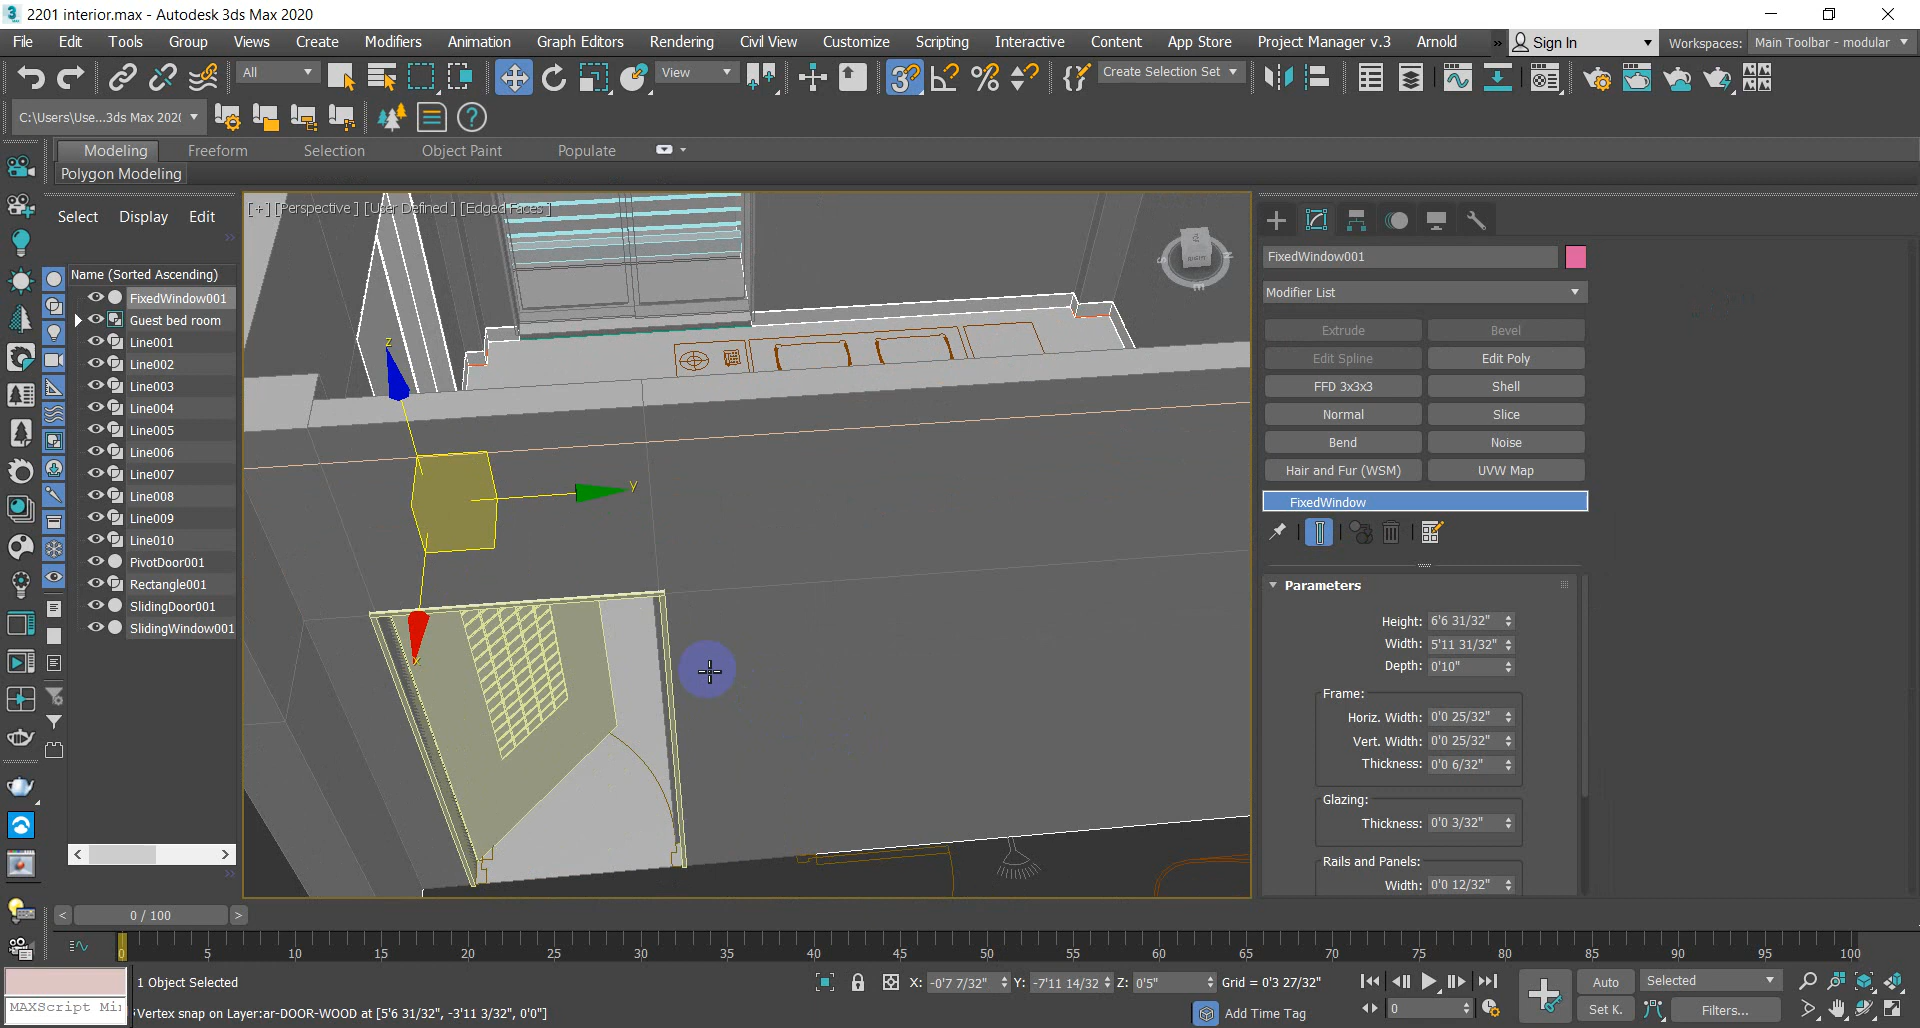 2201 interior.max - Autodesk 3ds Max 2020
File Edit Tools Group Views Create Modifiers Animation Graph Editors Rendering Civil View Customize Scripting Interactive Content App Store Project Manager v.3 Arnold » Sign In Workspaces: Main Toolbar - modular
All View Create Selection Set
C:\Users\Use...3ds Max 202(
Modeling Freeform Selection Object Paint Populate
Polygon Modeling
Select Display Edit
[+] [Perspective] [User Defined] [Edged Faces]
Name (Sorted Ascending)
FixedWindow001
Guest bed room
Line001
Line002
Line003
Line004
Line005
Line006
Line007
Line008
Line009
Line010
PivotDoor001
Rectangle001
SlidingDoor001
SlidingWindow001
z
y
x
FixedWindow001
Modifier List
Extrude Bevel
Edit Spline Edit Poly
FFD 3x3x3 Shell
Normal Slice
Bend Noise
Hair and Fur (WSM) UVW Map
FixedWindow
Parameters
Height: 6'6 31/32"
Width: 5'11 31/32"
Depth: 0'10"
Frame:
Horiz. Width: 0'0 25/32"
Vert. Width: 0'0 25/32"
Thickness: 0'0 6/32"
Glazing:
Thickness: 0'0 3/32"
Rails and Panels:
Width: 0'0 12/32"
< 0 / 100 >
0 5 10 15 20 25 30 35 40 45 50 55 60 65 70 75 80 85 90 95 100
1 Object Selected X: -0'7 7/32" Y: -7'11 14/32 Z: 0'5" Grid = 0'3 27/32" Auto Selected
MAXScript Mi Vertex snap on Layer:ar-DOOR-WOOD at [5'6 31/32", -3'11 3/32", 0'0"] Add Time Tag 0 Set K. Filters...